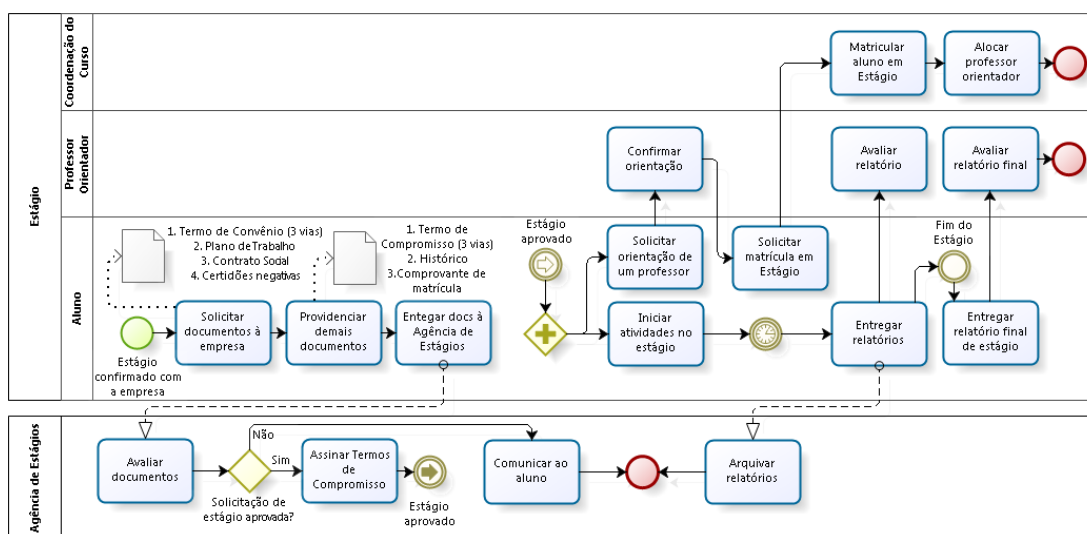 Estágio
Coordenação do
Curso
Matricular
aluno em
Estágio
Alocar
professor
orientador
Professor
Orientador
Confirmar
orientação
Avaliar
relatório
Avaliar
relatório final
Aluno
1. Termo de Convênio (3 vias)
2. Plano de Trabalho
3. Contrato Social
4. Certidões negativas
1. Termo de
Compromisso (3 vias)
2. Histórico
3.Comprovante de
matrícula
Estágio
aprovado
Solicitar
orientação de
um professor
Solicitar
matrícula em
Estágio
Fim do
Estágio
Estágio
confirmado com
a empresa
Solicitar
documentos à
empresa
Providenciar
demais
documentos
Entegar docs à
Agência de
Estágios
Iniciar
atividades no
estágio
Entregar
relatórios
Entregar
relatório final
de estágio
Agência de Estágios
Avaliar
documentos
Não
Sim
Solicitação de
estágio aprovada?
Assinar Termos
de
Compromisso
Estágio
aprovado
Comunicar ao
aluno
Arquivar
relatórios